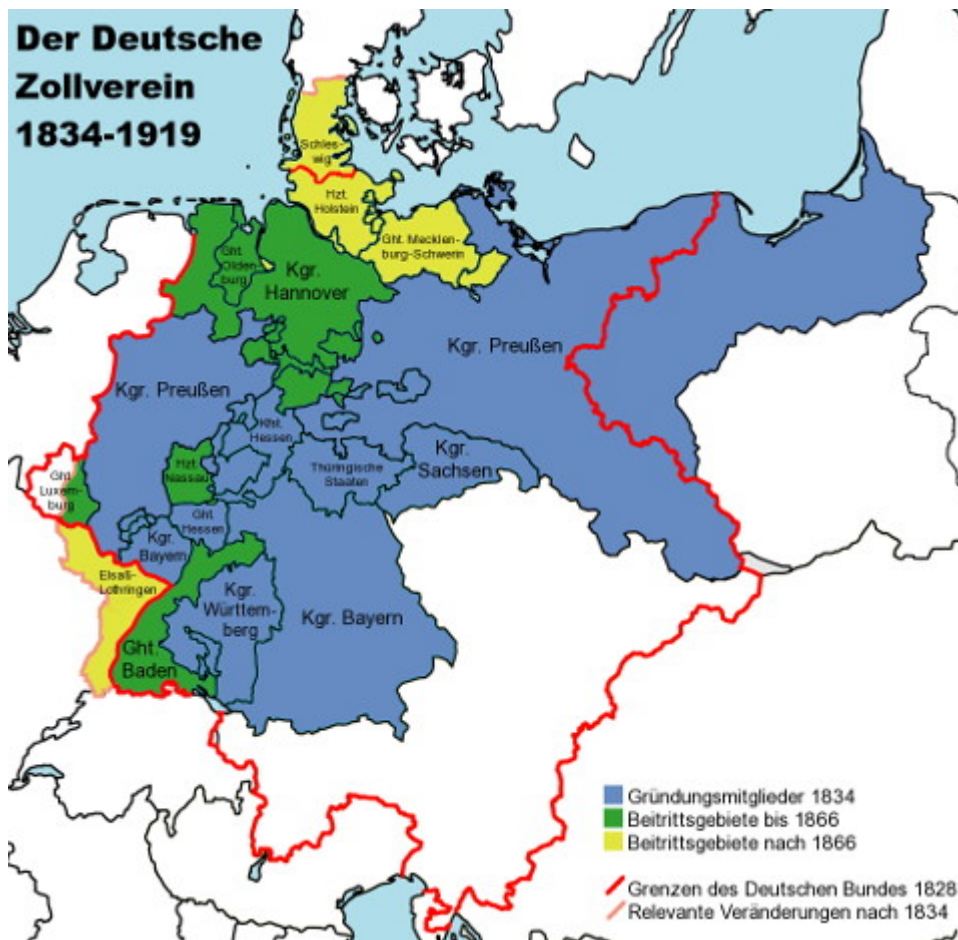 Der Deutsche
Zollverein
1834-1919
Schles-
wig
Hzt.
Holstein
Ght. Mecklen-
burg-Schwerin
Ght.
Olden-
burg
Kgr.
Hannover
Kgr. Preußen
Kgr. Preußen
Kfst.
Hessen
Hzt.
Nassau
Thüringische
Staaten
Kgr.
Sachsen
Ght.
Luxem-
burg
Ght.
Hessen
Kgr.
Bayern
Elsaß-
Lothringen
Kgr.
Württem-
berg
Kgr. Bayern
Ght.
Baden
Gründungsmitglieder 1834
Beitrittsgebiete bis 1866
Beitrittsgebiete nach 1866
Grenzen des Deutschen Bundes 1828
Relevante Veränderungen nach 1834